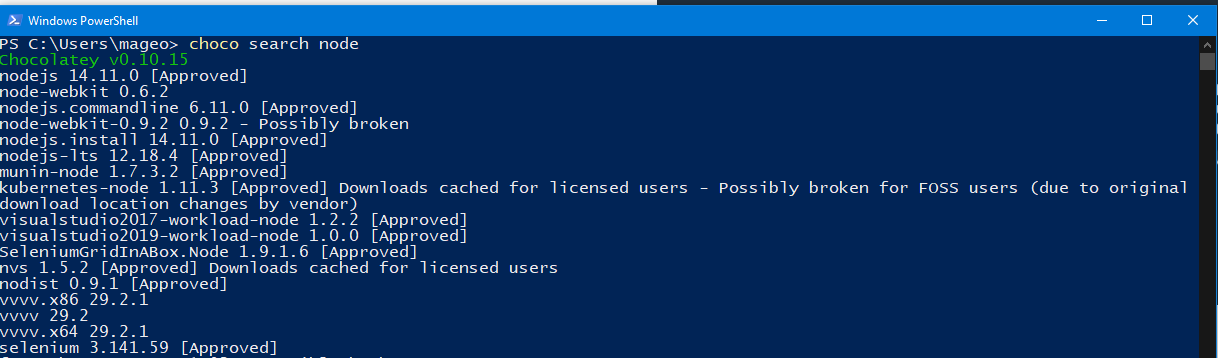 Windows PowerShell
PS C:\Users\mageo> choco search node
Chocolatey v0.10.15
nodejs 14.11.0 [Approved]
node-webkit 0.6.2
nodejs.commandline 6.11.0 [Approved]
node-webkit-0.9.2 0.9.2 - Possibly broken
nodejs.install 14.11.0 [Approved]
nodejs-lts 12.18.4 [Approved]
munin-node 1.7.3.2 [Approved]
kubernetes-node 1.11.3 [Approved] Downloads cached for licensed users - Possibly broken for FOSS users (due to original
download location changes by vendor)
visualstudio2017-workload-node 1.2.2 [Approved]
visualstudio2019-workload-node 1.0.0 [Approved]
SeleniumGridInABox.Node 1.9.1.6 [Approved]
nvs 1.5.2 [Approved] Downloads cached for licensed users
nodist 0.9.1 [Approved]
vvvv.x86 29.2.1
vvvv 29.2
vvvv.x64 29.2.1
selenium 3.141.59 [Approved]